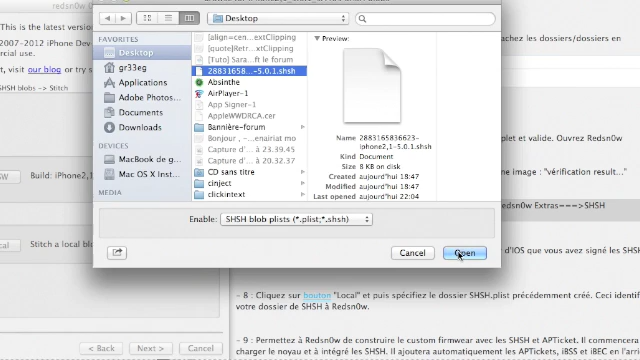 redsn0w
This is the latest version
2007-2012 iPhone Dev
cial use.
visit our blog or try
SHSH blobs -> Stitch
Build: iPhone2,1
Stitch a local blo
< Back
Next >
Cancel
Desktop
FAVORITES
Desktop
gr33eg
Applications
Adobe Photos...
Documents
Downloads
DEVICES
MacBook de g...
Mac OS X Inst...
MEDIA
[align=cen...extClipping
[quote]Retr...extClipping
[Tuto] Sara...t le forum
28831658...-5.0.1.shsh
Absinthe
AirPlayer-1
App Signer-1
AppleWWDRCA.cer
Bannière-forum
Bonjour , ...enairiat mo
Capture d'...à 23.39.45
Capture d'...à 20.32.37
CD sans titre
cinject
clickintext
Preview:
Name 2883165836623-
iphone2,1-5.0.1.shsh
Kind Document
Size 8 KB on disk
Created aujourd'hui 18:47
Modified aujourd'hui 18:47
Last opened aujourd'hui 22:04
Enable: SHSH blob plists (*.plist;*.shsh)
Cancel
Open
achez les dossiers/dossiers en
plet et valide. Ouvrez Redsn0w
ne image : "vérification result..."
edsn0w Extras===>SHSH
d'IOS que vous avez signé les SHSH
- 8 : Cliquez sur bouton "Local" et puis spécifiez le dossier SHSH.plist précédemment créé. Ceci identifi
votre dossier de SHSH à Redsn0w.
- 9 : Permettez à Redsn0w de construire le custom firmware avec les SHSH et APTicket. Il commencera
charger le noyau et à intégré les SHSH. Il ajoutera automatiquement les APTickets, iBSS et iBEC en l'arri